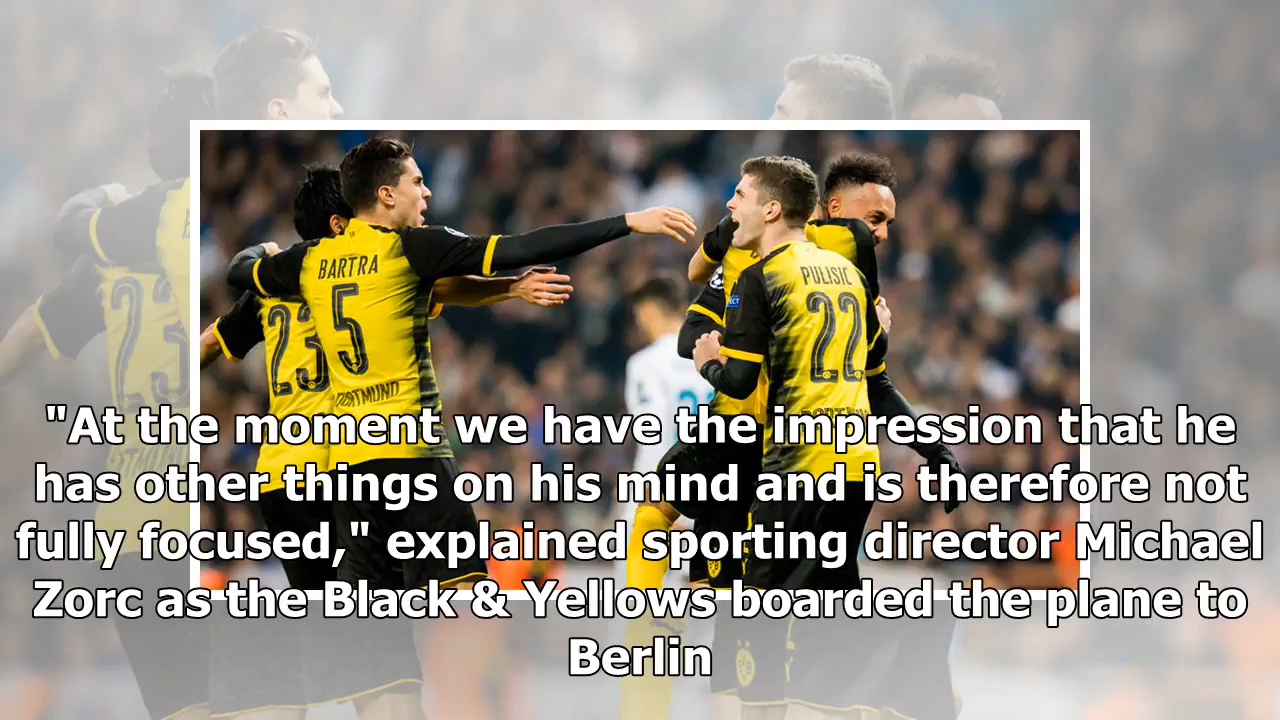 BARTRA
5
23
DORTMUND
PULISIC
22
"At the moment we have the impression that he
has other things on his mind and is therefore not
fully focused," explained sporting director Michael
Zorc as the Black & Yellows boarded the plane to
Berlin